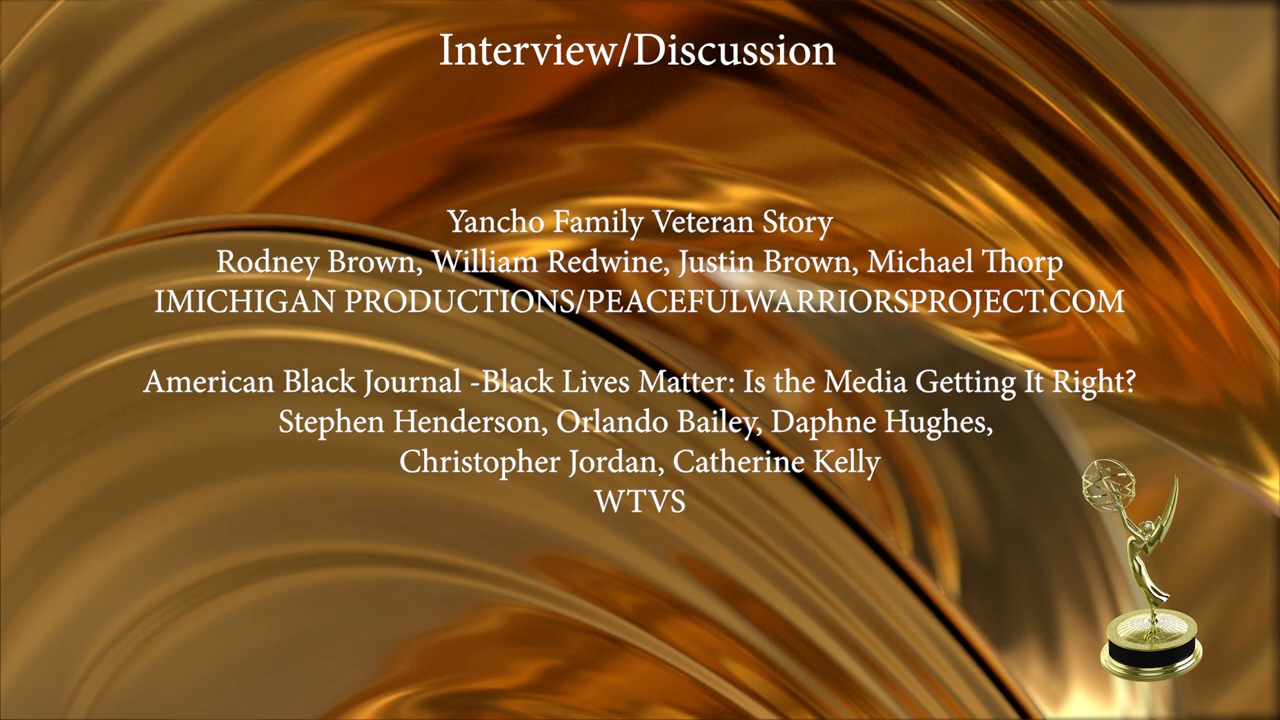 Interview/Discussion
Yancho Family Veteran Story
Rodney Brown, William Redwine, Justin Brown, Michael Thorp
IMICHIGAN PRODUCTIONS/PEACEFULWARRIORSPROJECT.COM
American Black Journal -Black Lives Matter: Is the Media Getting It Right?
Stephen Henderson, Orlando Bailey, Daphne Hughes,
Christopher Jordan, Catherine Kelly
WTVS